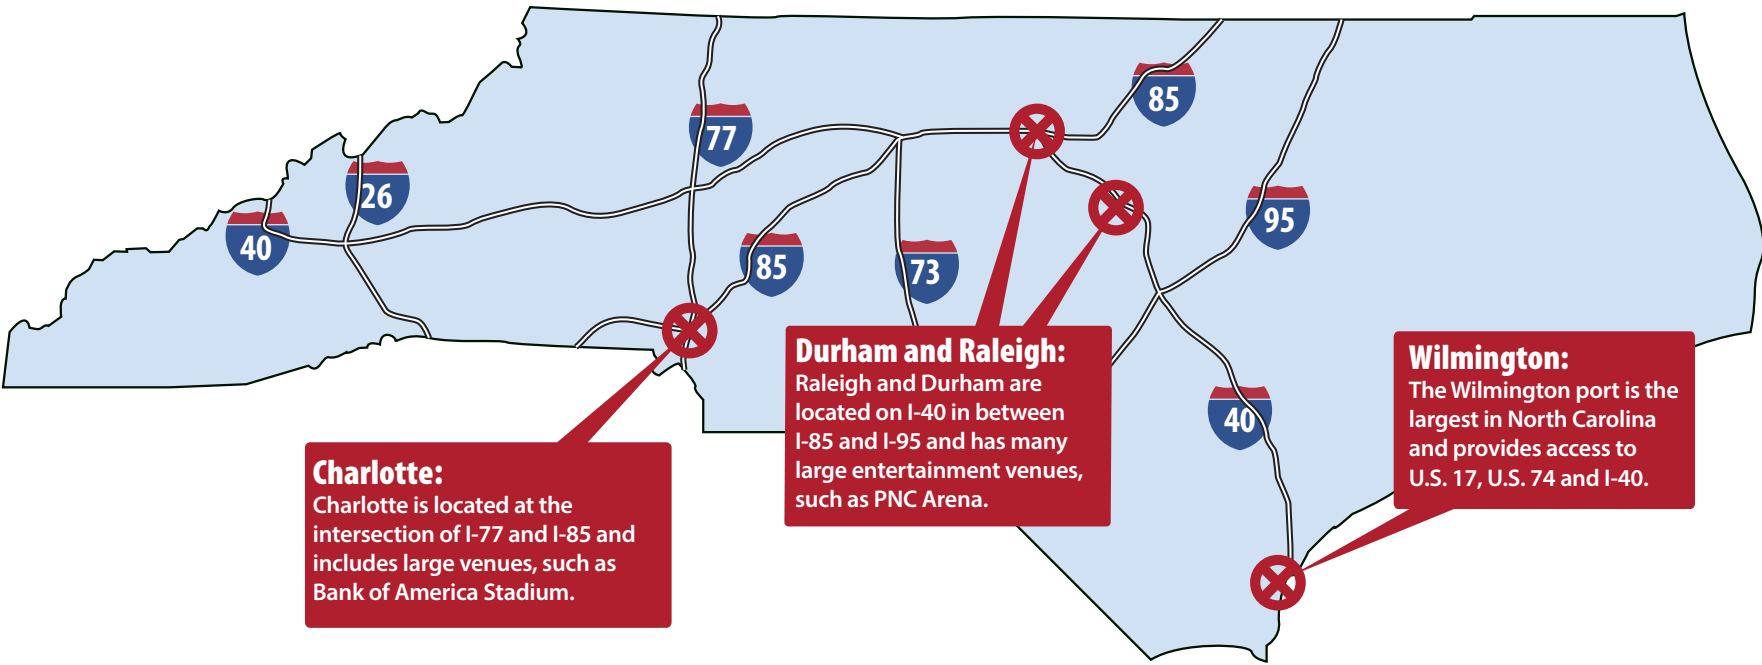 77
85
26
40
95
85
73
40
Charlotte:
Charlotte is located at the
intersection of I-77 and I-85 and
includes large venues, such as
Bank of America Stadium.
Durham and Raleigh:
Raleigh and Durham are
located on I-40 in between
I-85 and I-95 and has many
large entertainment venues,
such as PNC Arena.
Wilmington:
The Wilmington port is the
largest in North Carolina
and provides access to
U.S. 17, U.S. 74 and I-40.